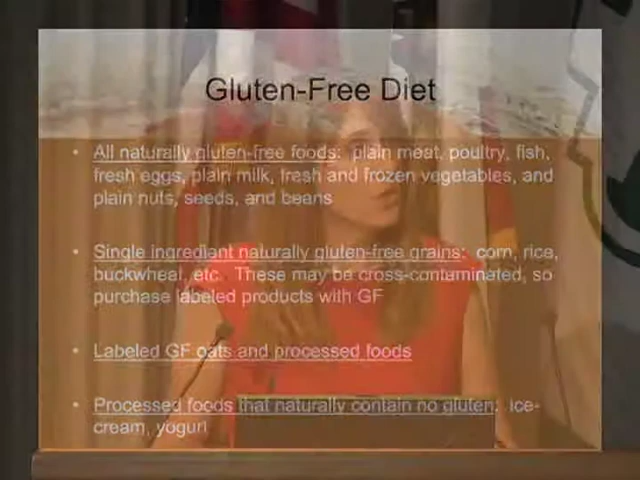 Gluten-Free Diet
• All naturally gluten-free foods: plain meat, poultry, fish,
fresh eggs, plain milk, fresh and frozen vegetables, and
plain nuts, seeds, and beans
• Single ingredient naturally gluten-free grains: corn, rice,
buckwheat, etc. These may be cross-contaminated, so
purchase labeled products with GF
• Labeled GF oats and processed foods
• Processed foods that naturally contain no gluten: ice-
cream, yogurt